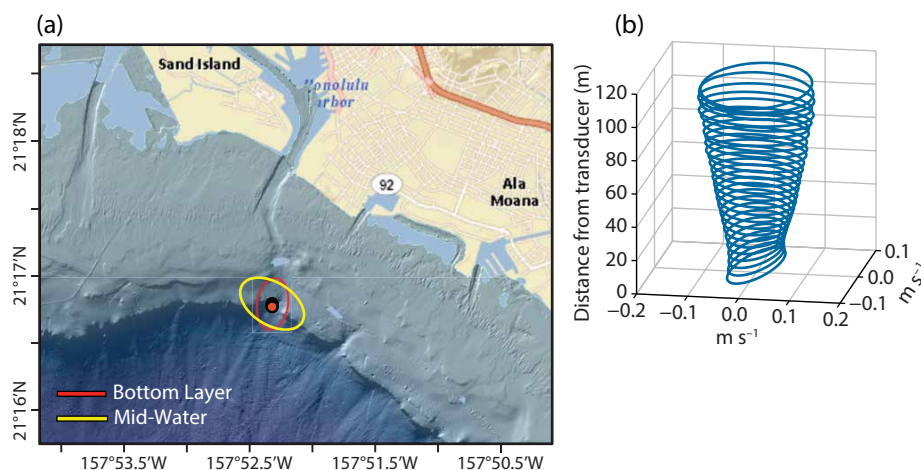 (a)
Sand Island
Honolulu
Harbor
92
Ala
Moana
21°18'N
21°17'N
21°16'N
Bottom Layer
Mid-Water
157°53.5'W
157°52.5'W
157°51.5'W
157°50.5'W
(b)
Distance from transducer (m)
120
100
80
60
40
20
0
−0.2
−0.1
0.0
0.1
0.2
m s⁻¹
0.1
0.0
−0.1
m s⁻¹